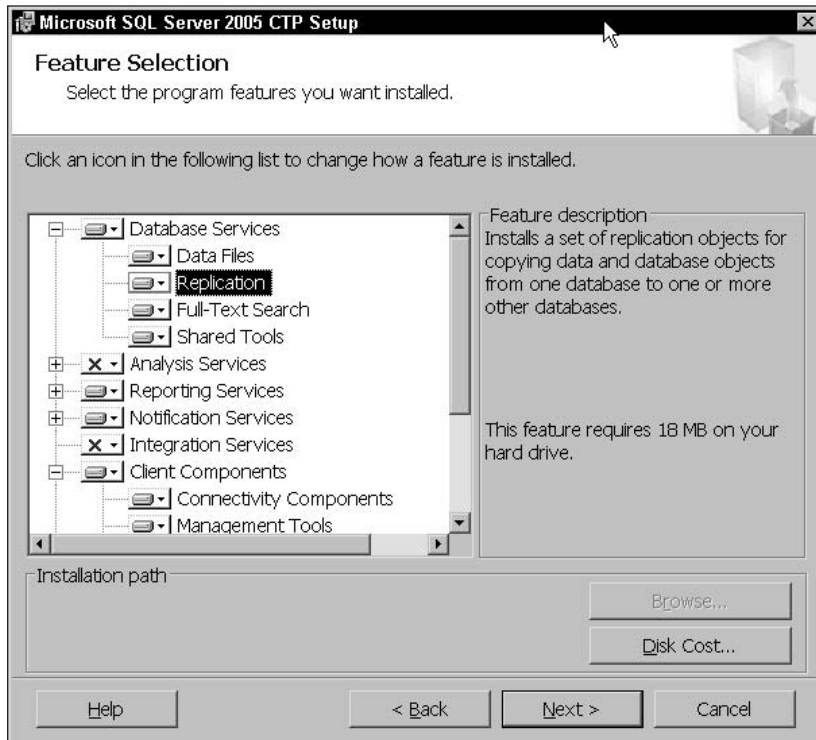 Microsoft SQL Server 2005 CTP Setup
Feature Selection
Select the program features you want installed.
Click an icon in the following list to change how a feature is installed.
Database Services
Data Files
Replication
Full-Text Search
Shared Tools
Analysis Services
Reporting Services
Notification Services
Integration Services
Client Components
Connectivity Components
Management Tools
Feature description
Installs a set of replication objects for
copying data and database objects
from one database to one or more
other databases.
This feature requires 18 MB on your
hard drive.
Installation path
Browse...
Disk Cost...
Help
< Back
Next >
Cancel